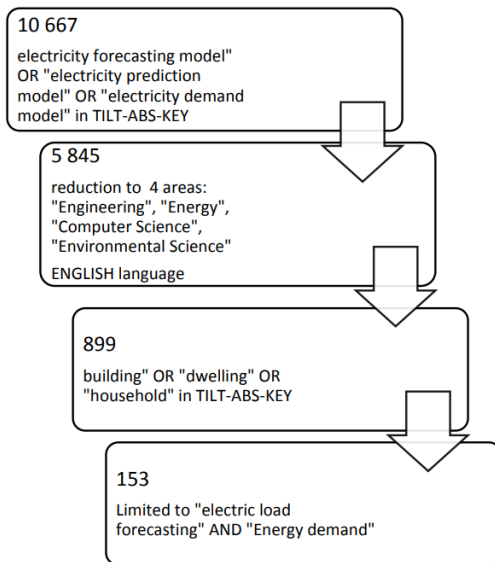 10 667
electricity forecasting model"
OR "electricity prediction
model" OR "electricity demand
model" in TILT-ABS-KEY
5 845
reduction to  4 areas:
"Engineering", "Energy",
"Computer Science",
"Environmental Science"
ENGLISH language
899
building" OR "dwelling" OR
"household" in TILT-ABS-KEY
153
Limited to "electric load
forecasting" AND "Energy demand"